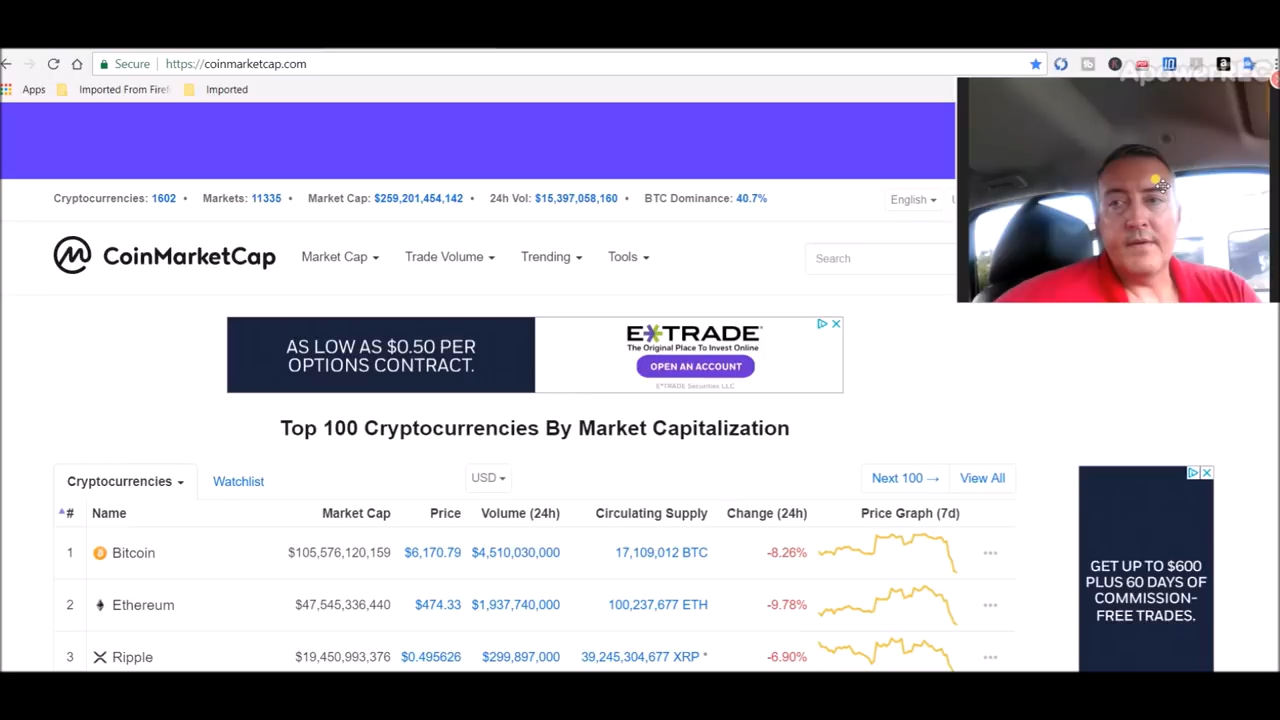 Secure https://coinmarketcap.com
ApowerREC
Apps Imported From Firef Imported
Cryptocurrencies: 1602 • Markets: 11335 • Market Cap: $259,201,454,142 • 24h Vol: $15,397,058,160 • BTC Dominance: 40.7%
English
CoinMarketCap Market Cap Trade Volume Trending Tools Search
AS LOW AS $0.50 PER
OPTIONS CONTRACT.
E*TRADE
The Original Place To Invest Online
OPEN AN ACCOUNT
E*TRADE Securities LLC
Top 100 Cryptocurrencies By Market Capitalization
Cryptocurrencies Watchlist USD Next 100 → View All
# Name Market Cap Price Volume (24h) Circulating Supply Change (24h) Price Graph (7d)
1 Bitcoin $105,576,120,159 $6,170.79 $4,510,030,000 17,109,012 BTC -8.26%
2 Ethereum $47,545,336,440 $474.33 $1,937,740,000 100,237,677 ETH -9.78%
3 Ripple $19,450,993,376 $0.495626 $299,897,000 39,245,304,677 XRP * -6.90%
GET UP TO $600
PLUS 60 DAYS OF
COMMISSION-
FREE TRADES.